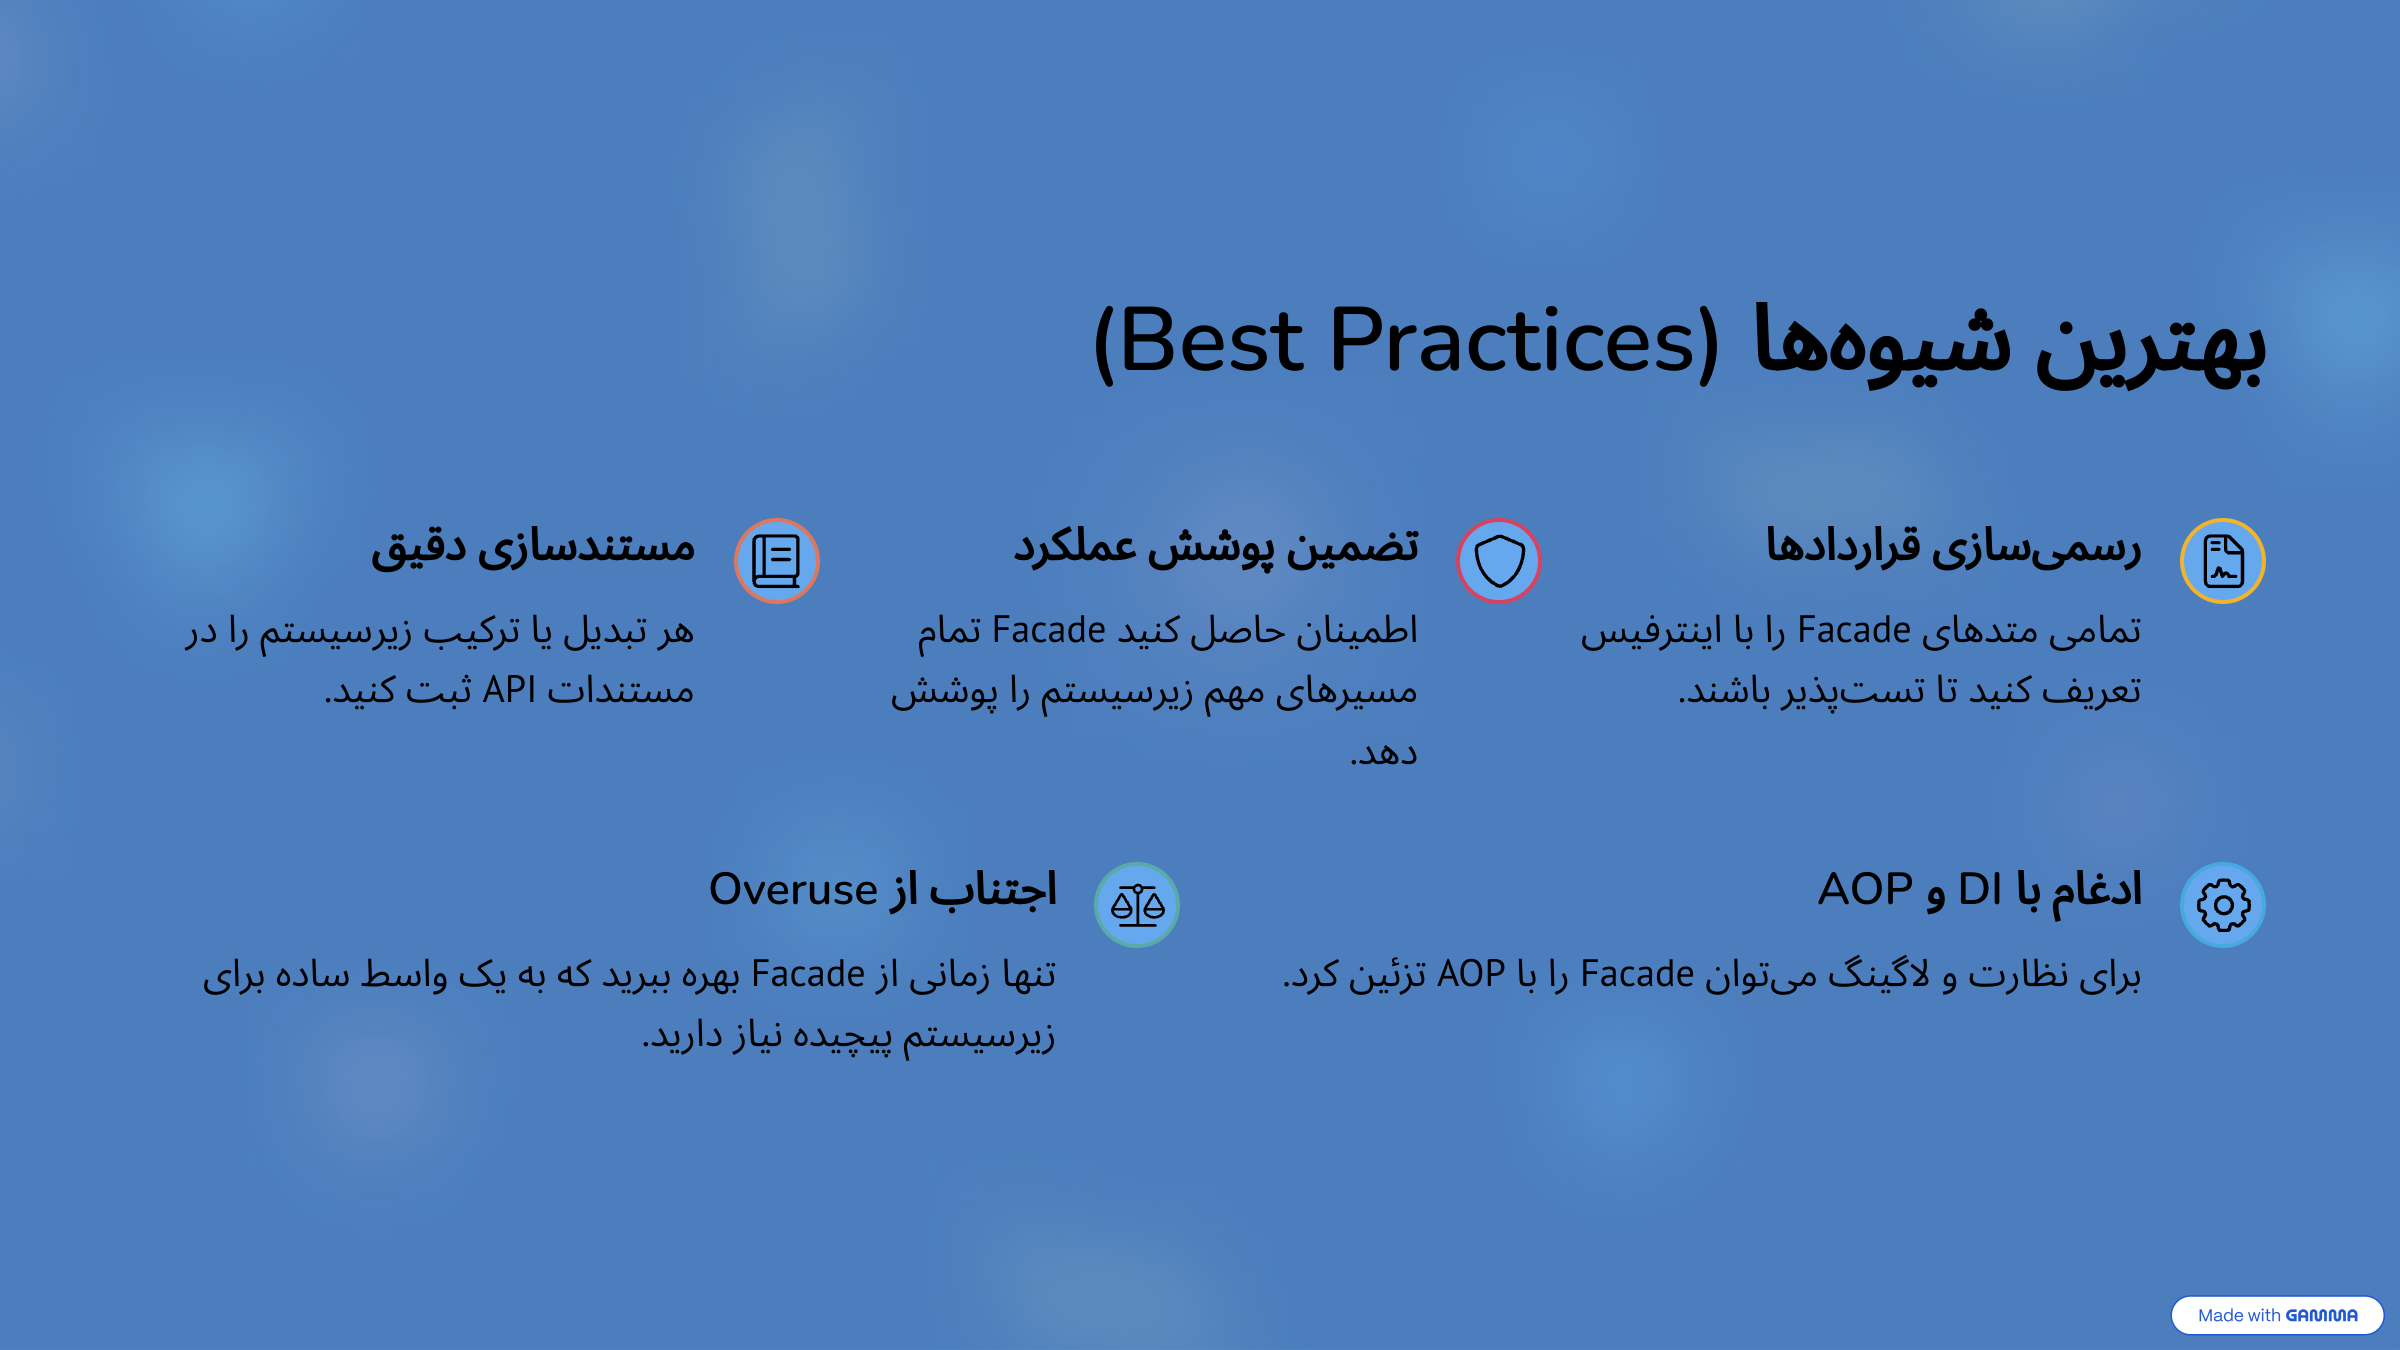 بهترین شیوه‌ها (Best Practices)
رسمی‌سازی قراردادها
تمامی متدهای Facade را با اینترفیس
تعریف کنید تا تست‌پذیر باشند.
تضمین پوشش عملکرد
اطمینان حاصل کنید Facade تمام
مسیرهای مهم زیرسیستم را پوشش
دهد.
مستندسازی دقیق
هر تبدیل یا ترکیب زیرسیستم را در
مستندات API ثبت کنید.
ادغام با DI و AOP
برای نظارت و لاگینگ می‌توان Facade را با AOP تزئین کرد.
اجتناب از Overuse
تنها زمانی از Facade بهره ببرید که به یک واسط ساده برای
زیرسیستم پیچیده نیاز دارید.
Made with GAMMA